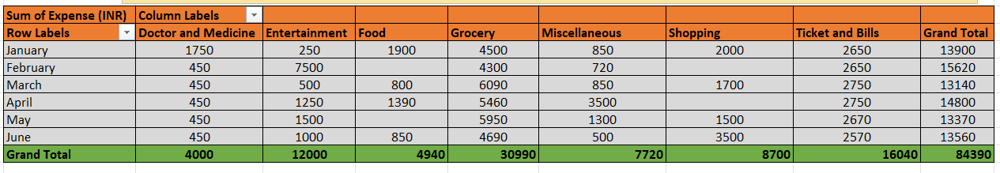 Sum of Expense (INR) Column Labels
Row Labels Doctor and Medicine Entertainment Food Grocery Miscellaneous Shopping Ticket and Bills Grand Total
January 1750 250 1900 4500 850 2000 2650 13900
February 450 7500 4300 720 2650 15620
March 450 500 800 6090 850 1700 2750 13140
April 450 1250 1390 5460 3500 2750 14800
May 450 1500 5950 1300 1500 2670 13370
June 450 1000 850 4690 500 3500 2570 13560
Grand Total 4000 12000 4940 30990 7720 8700 16040 84390